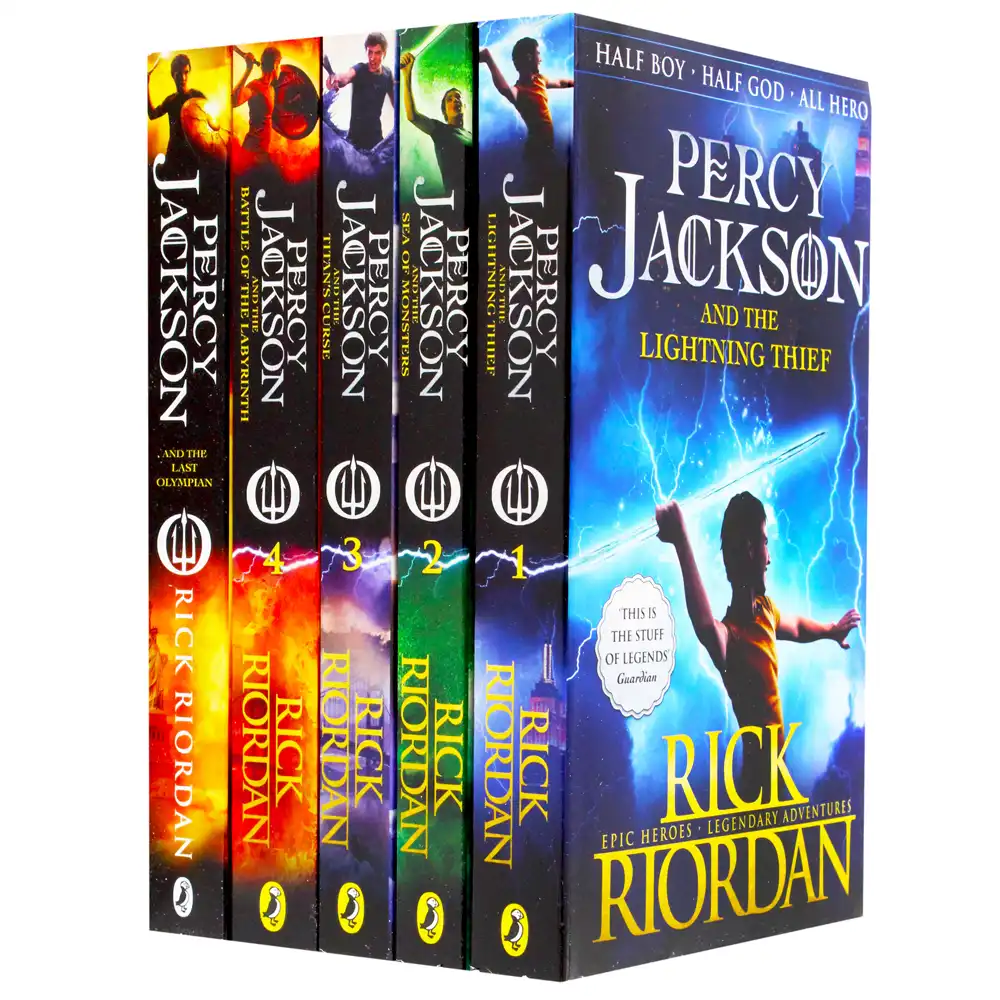 PERCY
JACKSON
AND THE
LAST
OLYMPIAN
RICK RIORDAN
PERCY
JACKSON
AND THE
BATTLE OF THE LABYRINTH
4
RICK
RIORDAN
PERCY
JACKSON
AND THE
TITAN'S CURSE
3
RICK
RIORDAN
PERCY
JACKSON
AND THE
SEA OF MONSTERS
2
RICK
RIORDAN
PERCY
JACKSON
AND THE
LIGHTNING THIEF
1
RICK
RIORDAN
HALF BOY · HALF GOD · ALL HERO
PERCY
JACKSON
AND THE
LIGHTNING THIEF
'THIS IS
THE STUFF
OF LEGENDS'
Guardian
RICK
EPIC HEROES · LEGENDARY ADVENTURES
RIORDAN